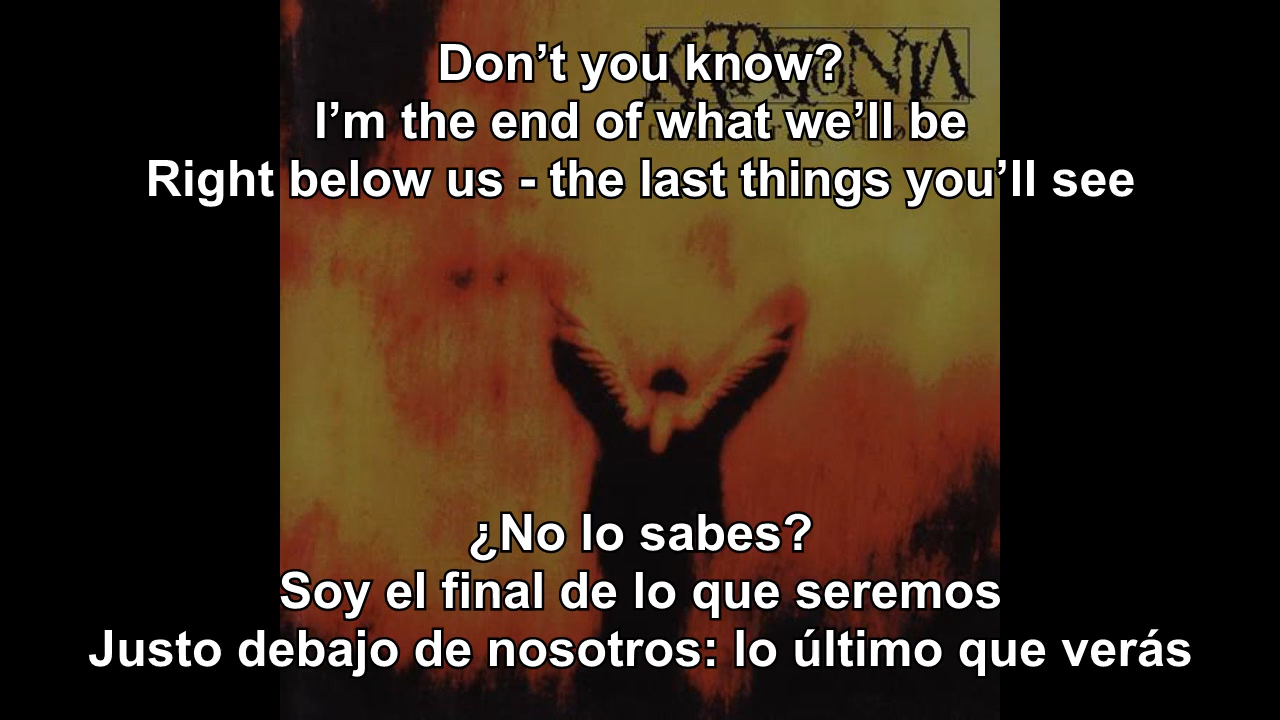 KATATONIA
Don’t you know?
I’m the end of what we’ll be
Right below us - the last things you’ll see
¿No lo sabes?
Soy el final de lo que seremos
Justo debajo de nosotros: lo último que verás